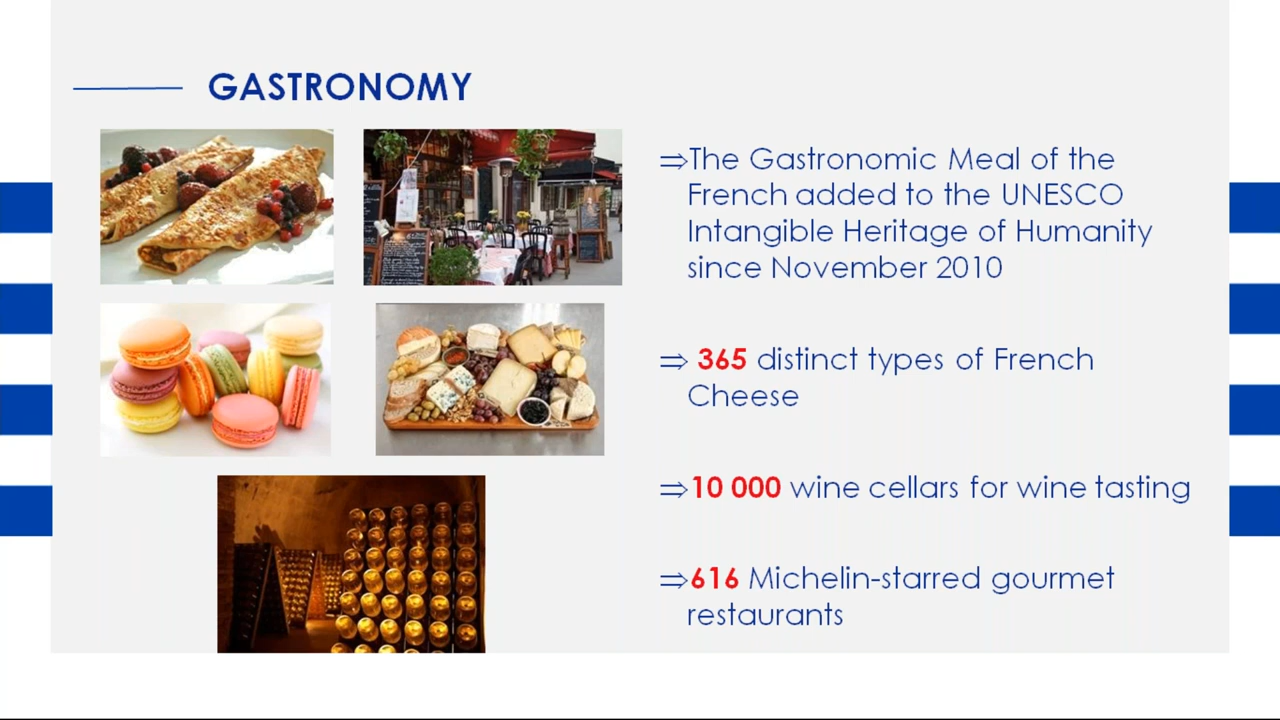 GASTRONOMY
⇒The Gastronomic Meal of the
French added to the UNESCO
Intangible Heritage of Humanity
since November 2010
⇒ 365 distinct types of French
Cheese
⇒10 000 wine cellars for wine tasting
⇒616 Michelin-starred gourmet
restaurants